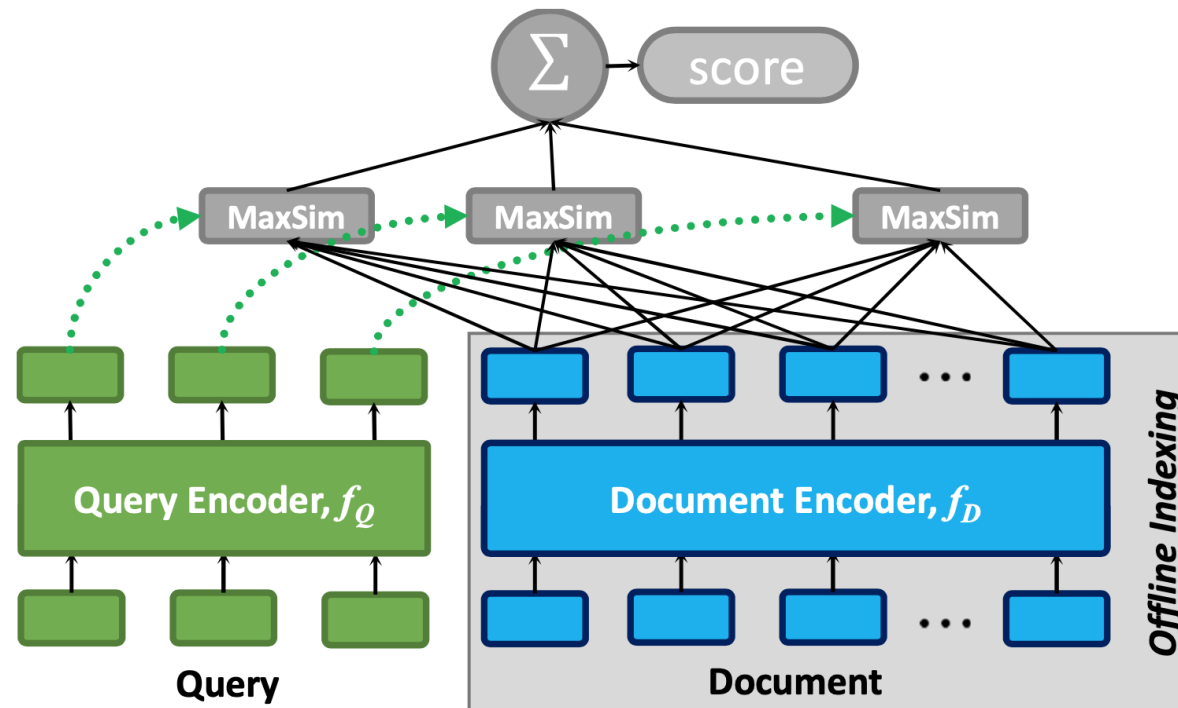 Σ
score
MaxSim
MaxSim
MaxSim
...
Query Encoder, f_Q
Document Encoder, f_D
...
Query
Document
Offline Indexing